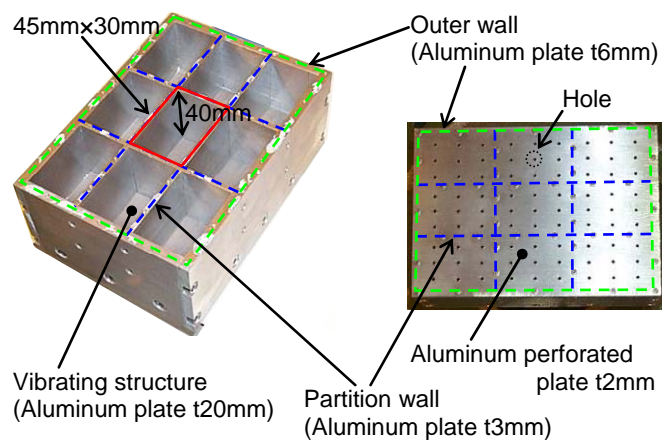 45mm×30mm
40mm
Outer wall
(Aluminum plate t6mm)
Hole
Vibrating structure
(Aluminum plate t20mm)
Partition wall
(Aluminum plate t3mm)
Aluminum perforated
plate t2mm